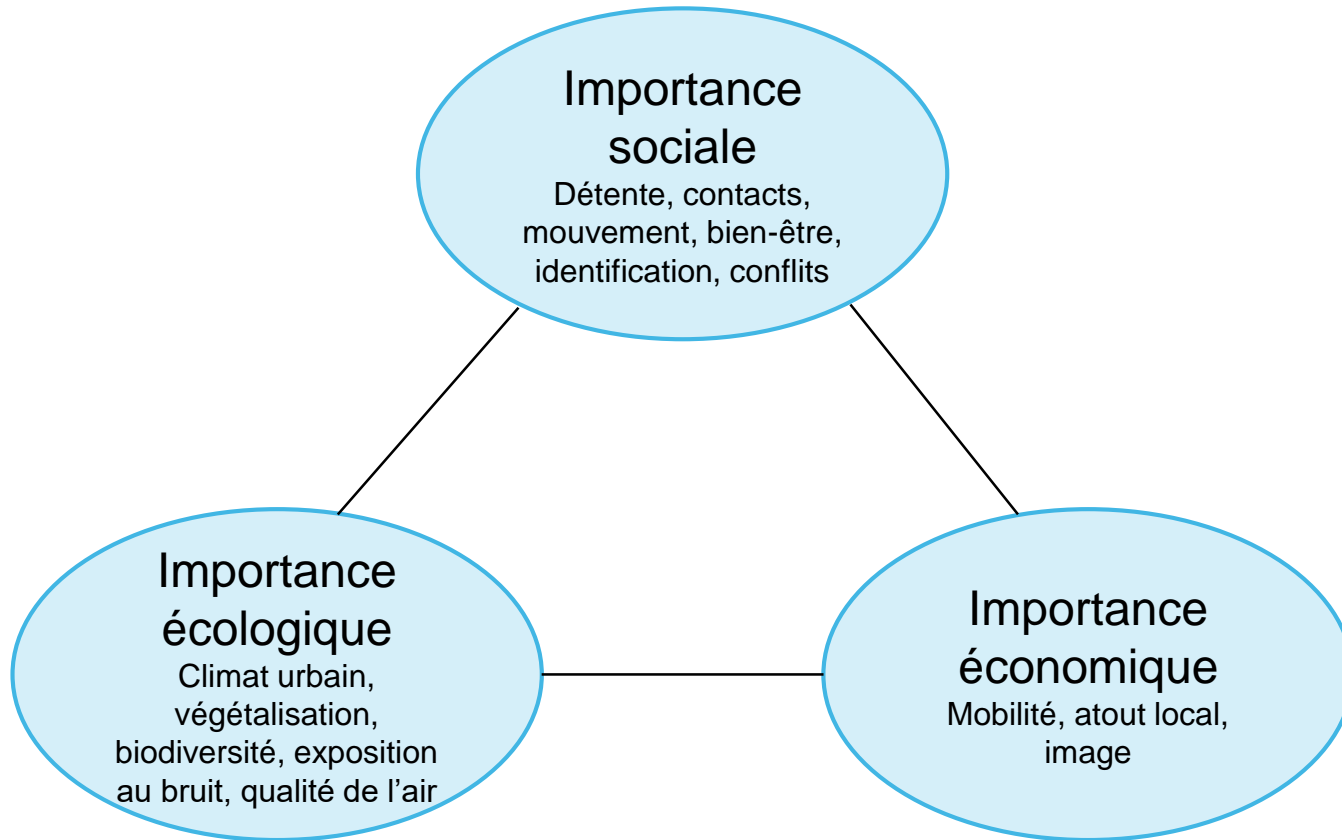 Importance
sociale
Détente, contacts,
mouvement, bien-être,
identification, conflits
Importance
écologique
Climat urbain,
végétalisation,
biodiversité, exposition
au bruit, qualité de l’air
Importance
économique
Mobilité, atout local,
image